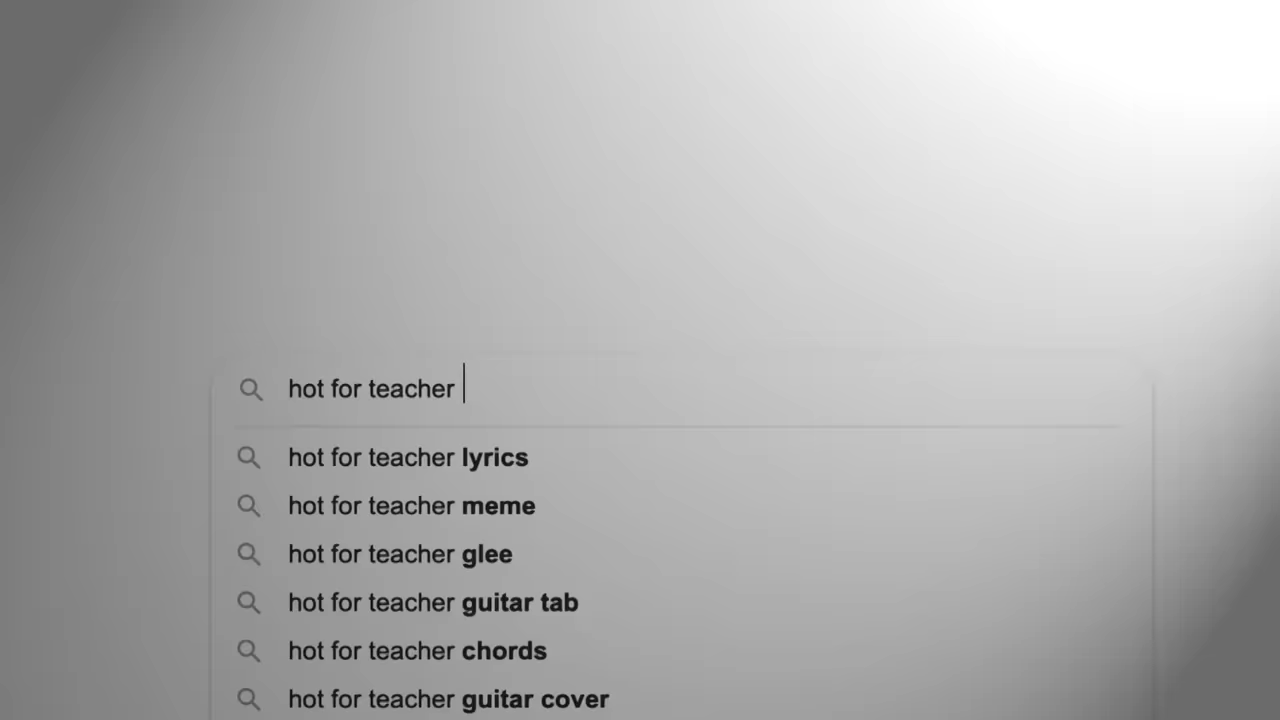 hot for teacher
hot for teacher lyrics
hot for teacher meme
hot for teacher glee
hot for teacher guitar tab
hot for teacher chords
hot for teacher guitar cover